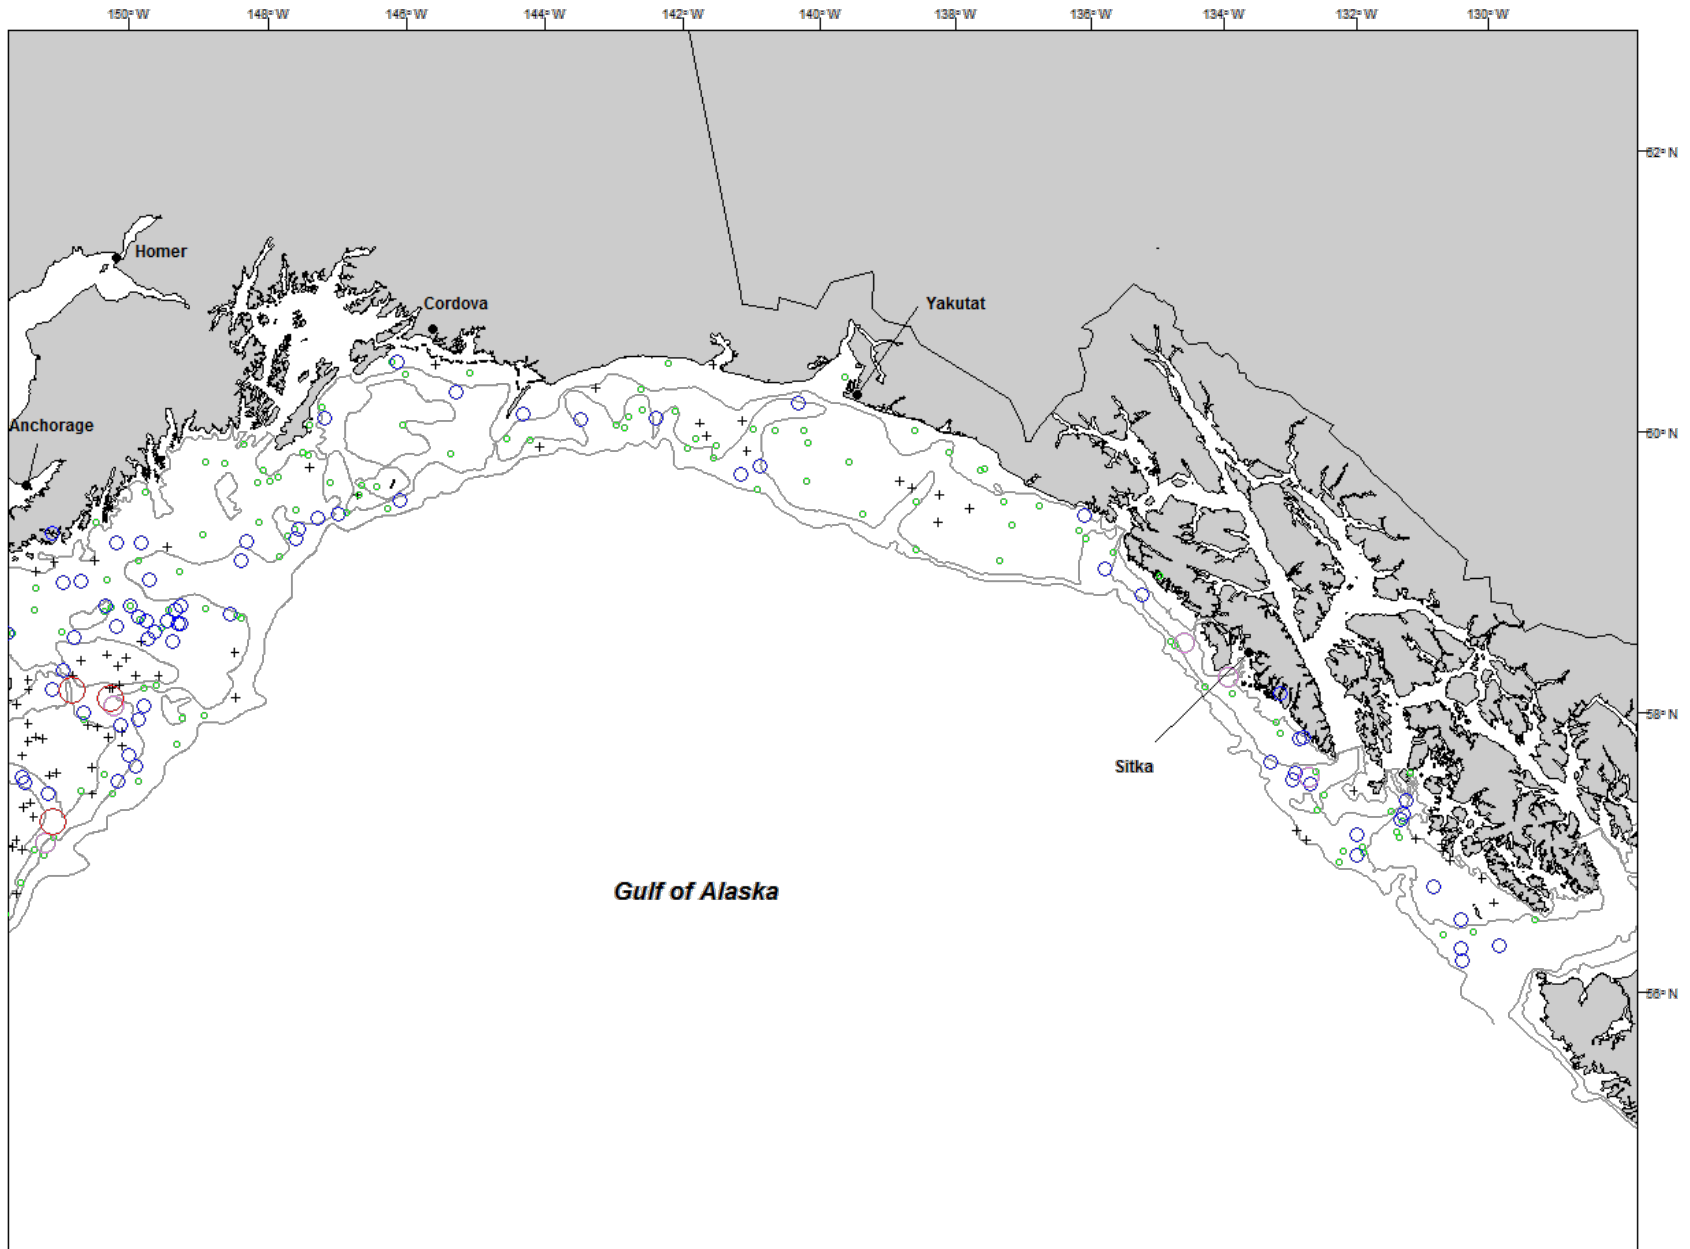 150° W 148° W 146° W 144° W 142° W 140° W 138° W 136° W 134° W 132° W 130° W
62° N
Homer
Cordova
Yakutat
Anchorage
60° N
58° N
Sitka
Gulf of Alaska
56° N